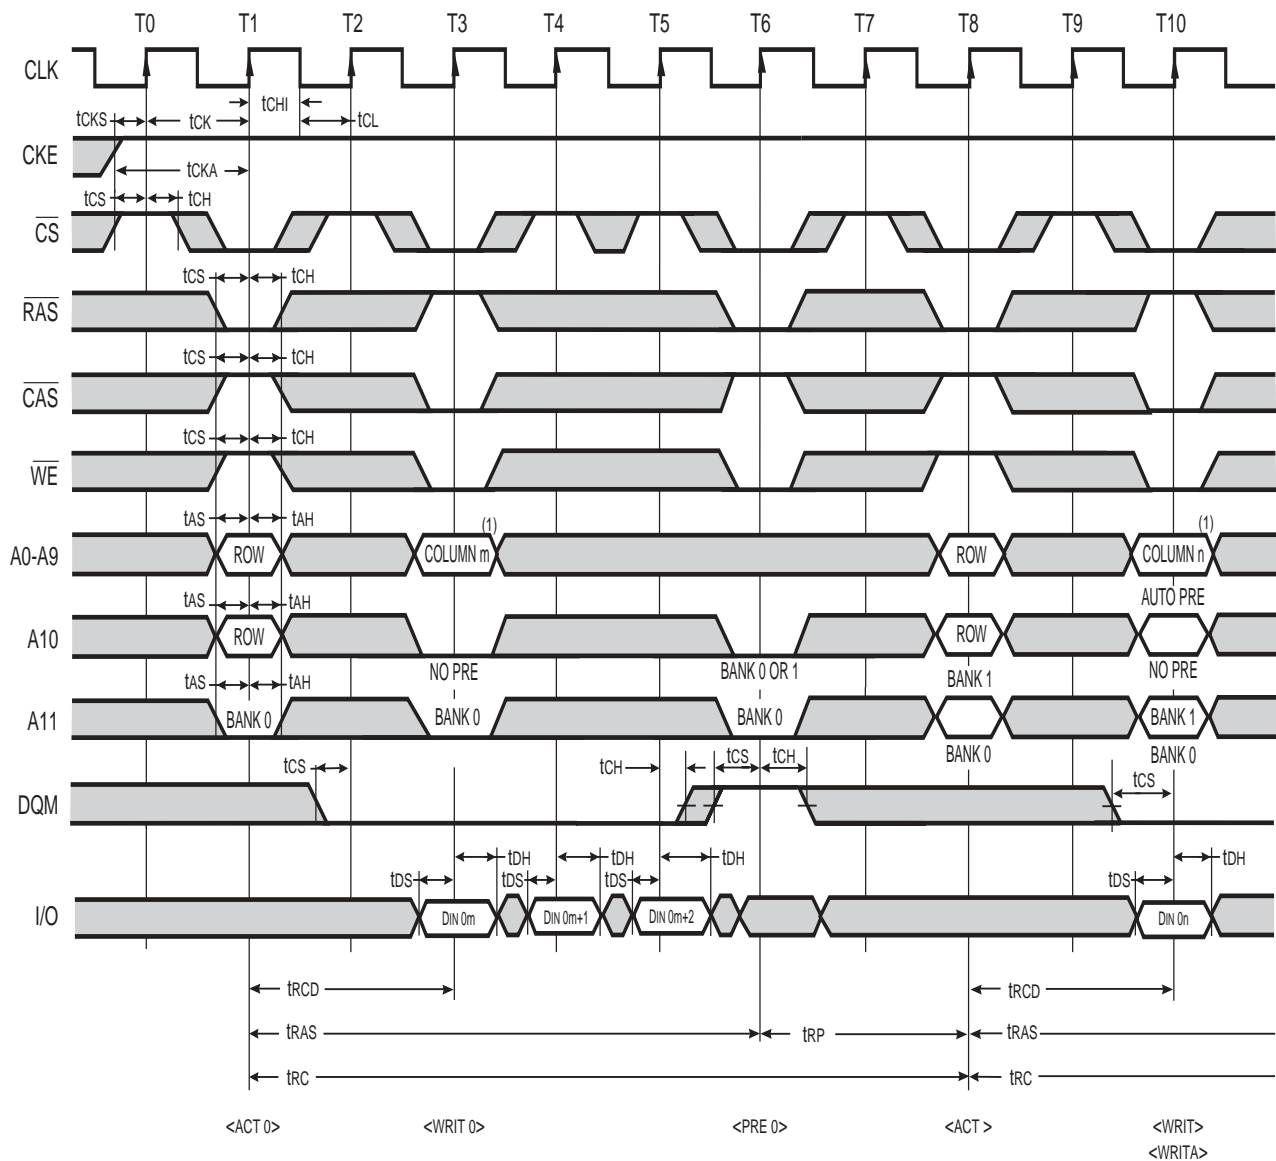 T0 T1 T2 T3 T4 T5 T6 T7 T8 T9 T10
CLK
tCHI
tCKS tCK tCL
CKE
tCKA
tCS tCH
CS
tCS tCH
RAS
tCS tCH
CAS
tCS tCH
WE
tAS tAH (1) (1)
A0-A9 ROW COLUMN m ROW COLUMN n
tAS tAH AUTO PRE
A10 ROW ROW
NO PRE BANK 0 OR 1 BANK 1 NO PRE
tAS tAH
A11 BANK 0 BANK 0 BANK 0 BANK 1
BANK 0 BANK 0
tCS tCH tCS tCH tCS
DQM
tDH tDH tDH tDH
tDS tDS tDS tDS
I/O DIN 0m DIN 0m+1 DIN 0m+2 DIN 0n
tRCD tRCD
tRAS tRP tRAS
tRC tRC
<ACT 0> <WRIT 0> <PRE 0> <ACT > <WRIT>
<WRITA>